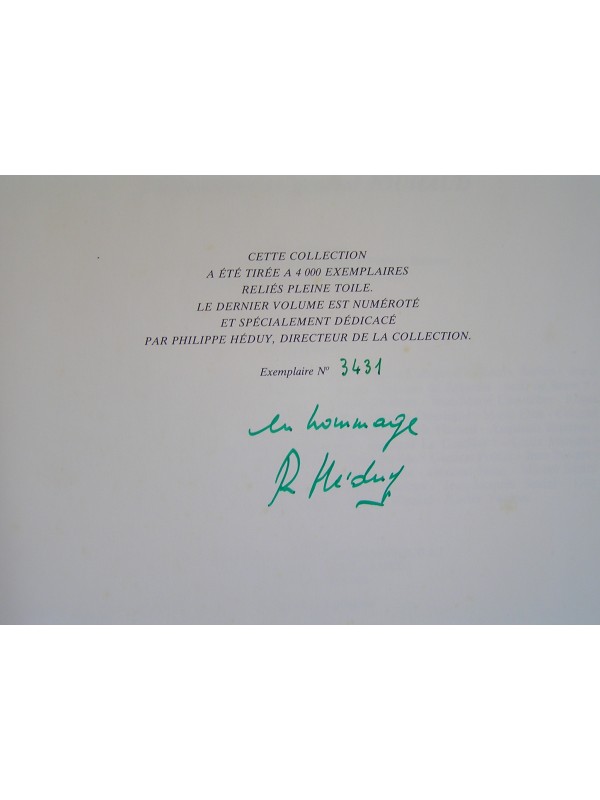 CETTE COLLECTION
A ÉTÉ TIRÉE A 4 000 EXEMPLAIRES
RELIÉS PLEINE TOILE.
LE DERNIER VOLUME EST NUMÉROTÉ
ET SPÉCIALEMENT DÉDICACÉ
PAR PHILIPPE HÉDUY, DIRECTEUR DE LA COLLECTION.
Exemplaire N° 3431
en hommage
Héduy